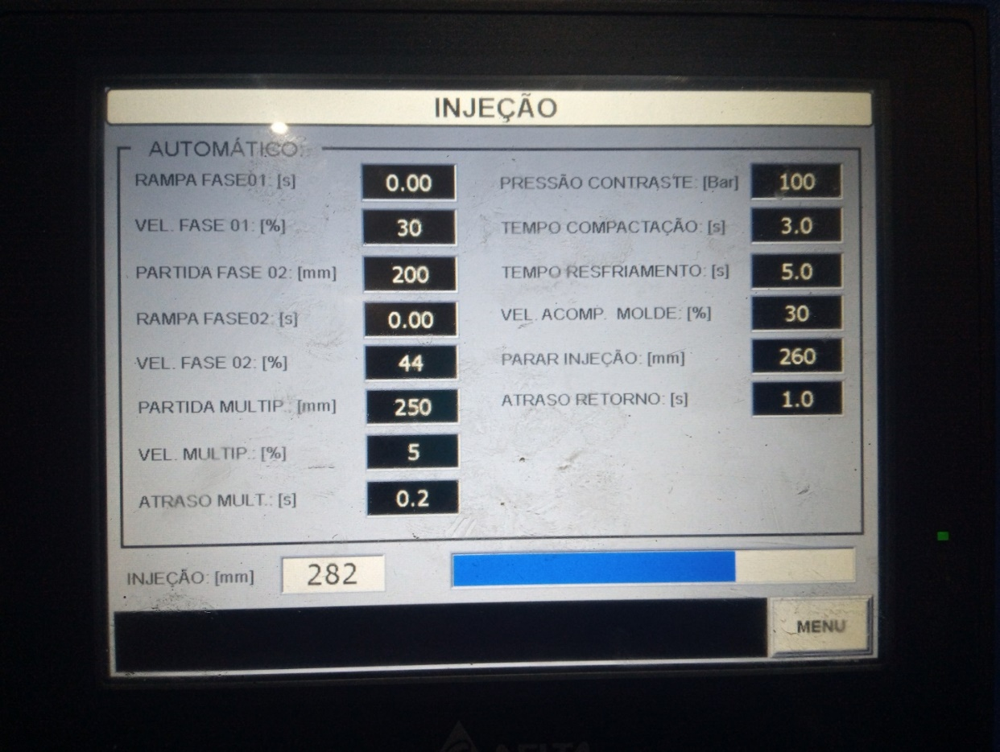 INJEÇÃO
AUTOMÁTICO:
RAMPA FASE01: [s] 0.00
VEL. FASE 01: [%] 30
PARTIDA FASE 02: [mm] 200
RAMPA FASE02: [s] 0.00
VEL. FASE 02: [%] 44
PARTIDA MULTIP.: [mm] 250
VEL. MULTIP.: [%] 5
ATRASO MULT.: [s] 0.2
PRESSÃO CONTRASTE: [Bar] 100
TEMPO COMPACTAÇÃO: [s] 3.0
TEMPO RESFRIAMENTO: [s] 5.0
VEL. ACOMP. MOLDE: [%] 30
PARAR INJEÇÃO: [mm] 260
ATRASO RETORNO: [s] 1.0
INJEÇÃO: [mm] 282
MENU